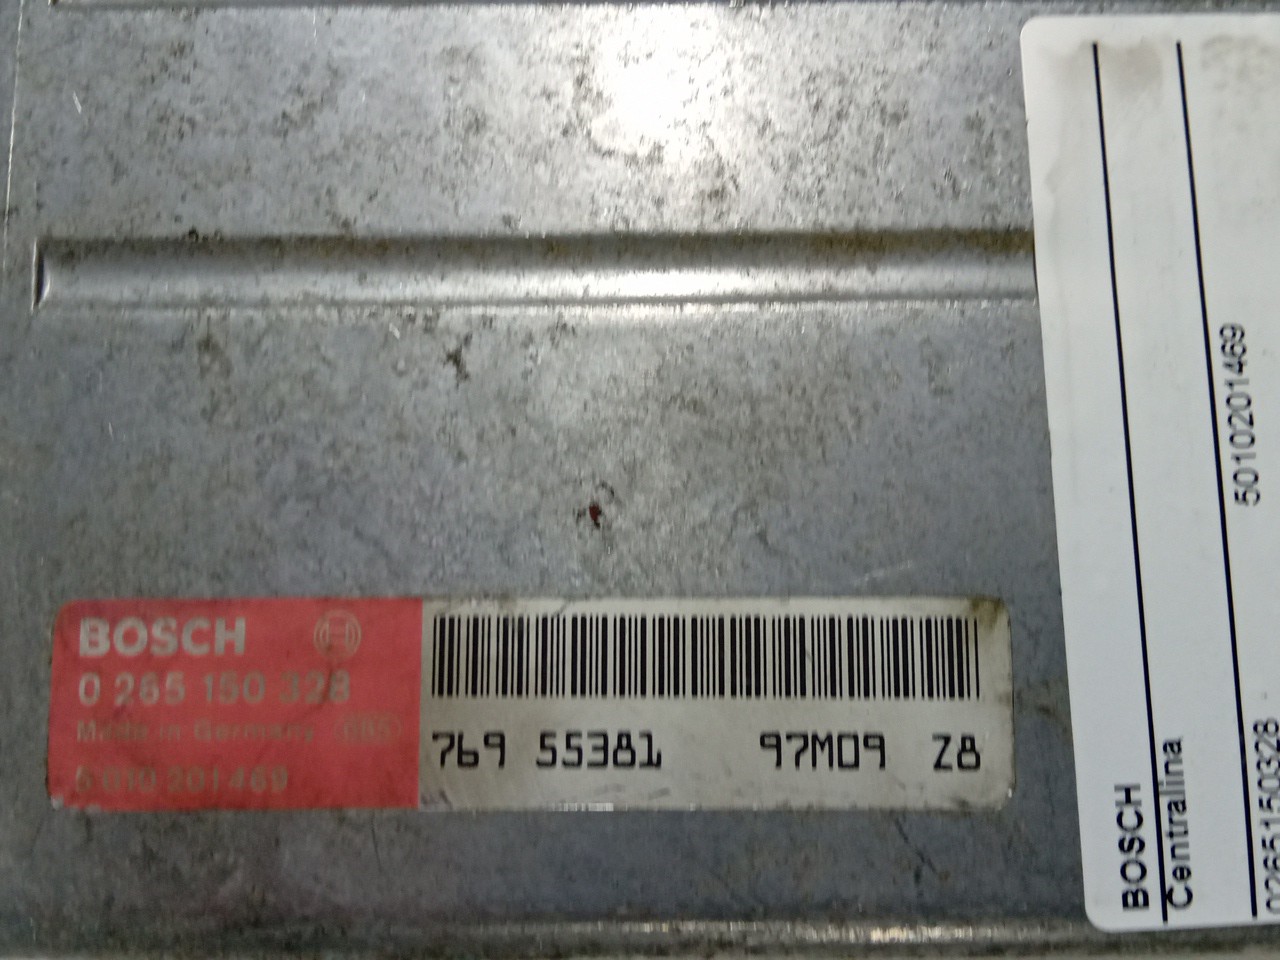 BOSCH
0 265 150 328
Made in Germany (GBS)
5 010 201 469
769 55381 97M09 Z8
BOSCH
Centralina
5010201469
0265150328